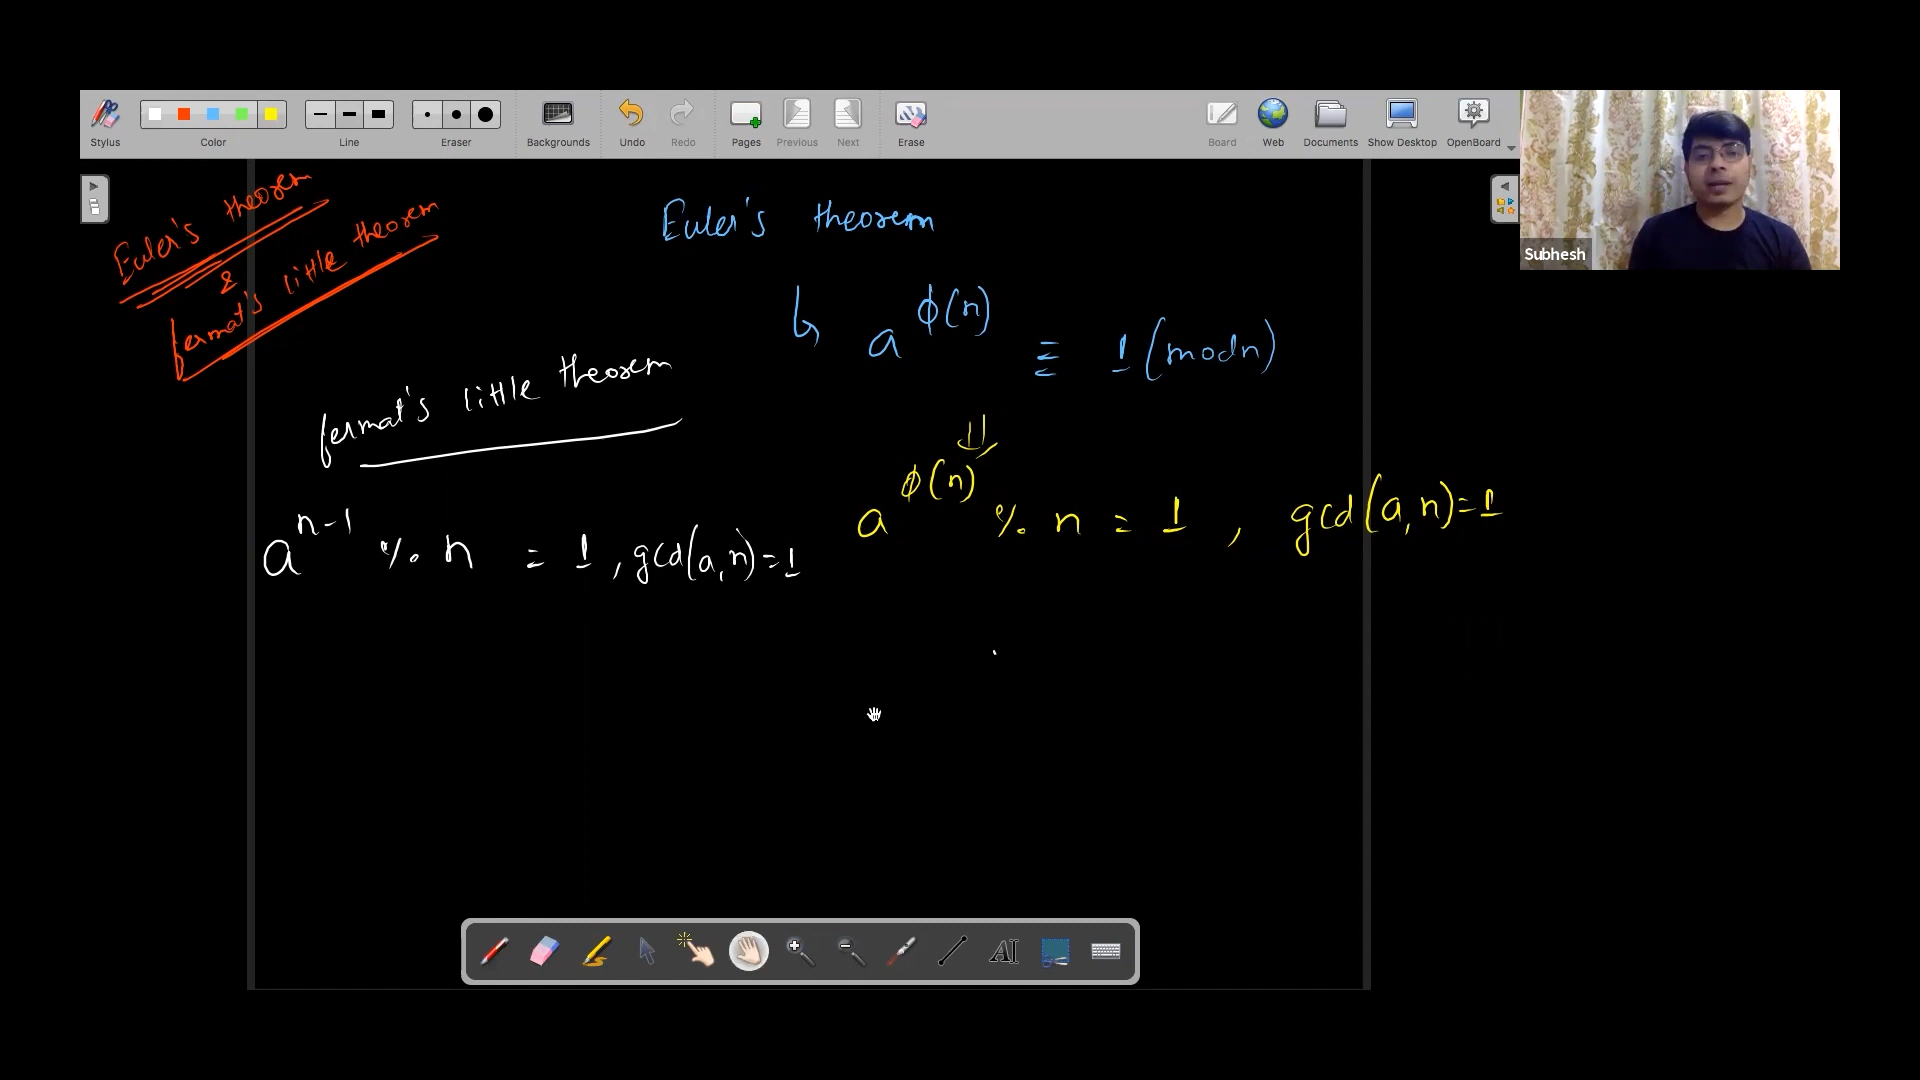 Stylus Color Line Eraser Backgrounds Undo Redo Pages Previous Next Erase Board Web Documents Show Desktop OpenBoard
Subhesh
Euler's theorem
&
fermat's little theorem
Euler's theorem
a^ϕ(n) ≡ 1 (mod n)
fermat's little theorem
a^n-1 % n = 1, gcd(a, n) = 1
a^ϕ(n) % n = 1, gcd(a, n) = 1
AI